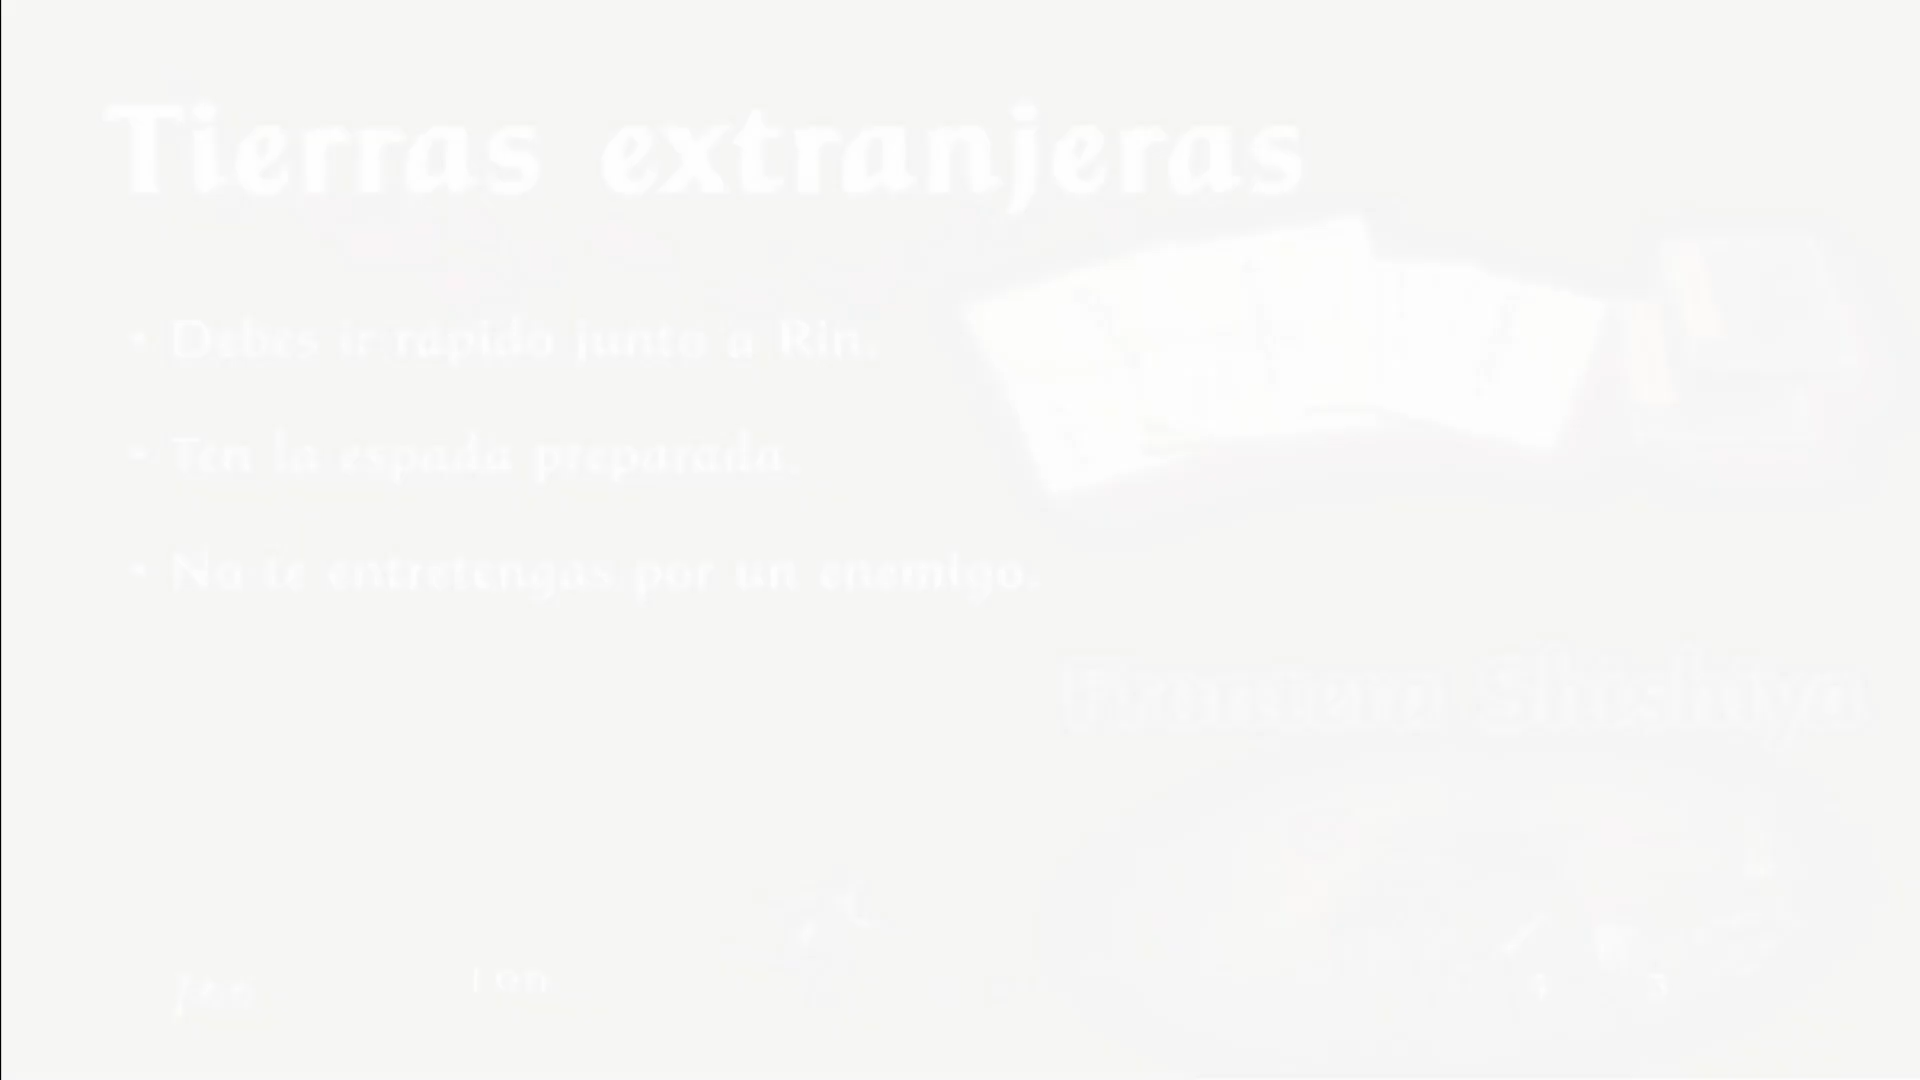 Tierras extranjeras
• Debes ir rápido junto a Rin.
• Ten la espada preparada.
• No te entretengas por un enemigo.